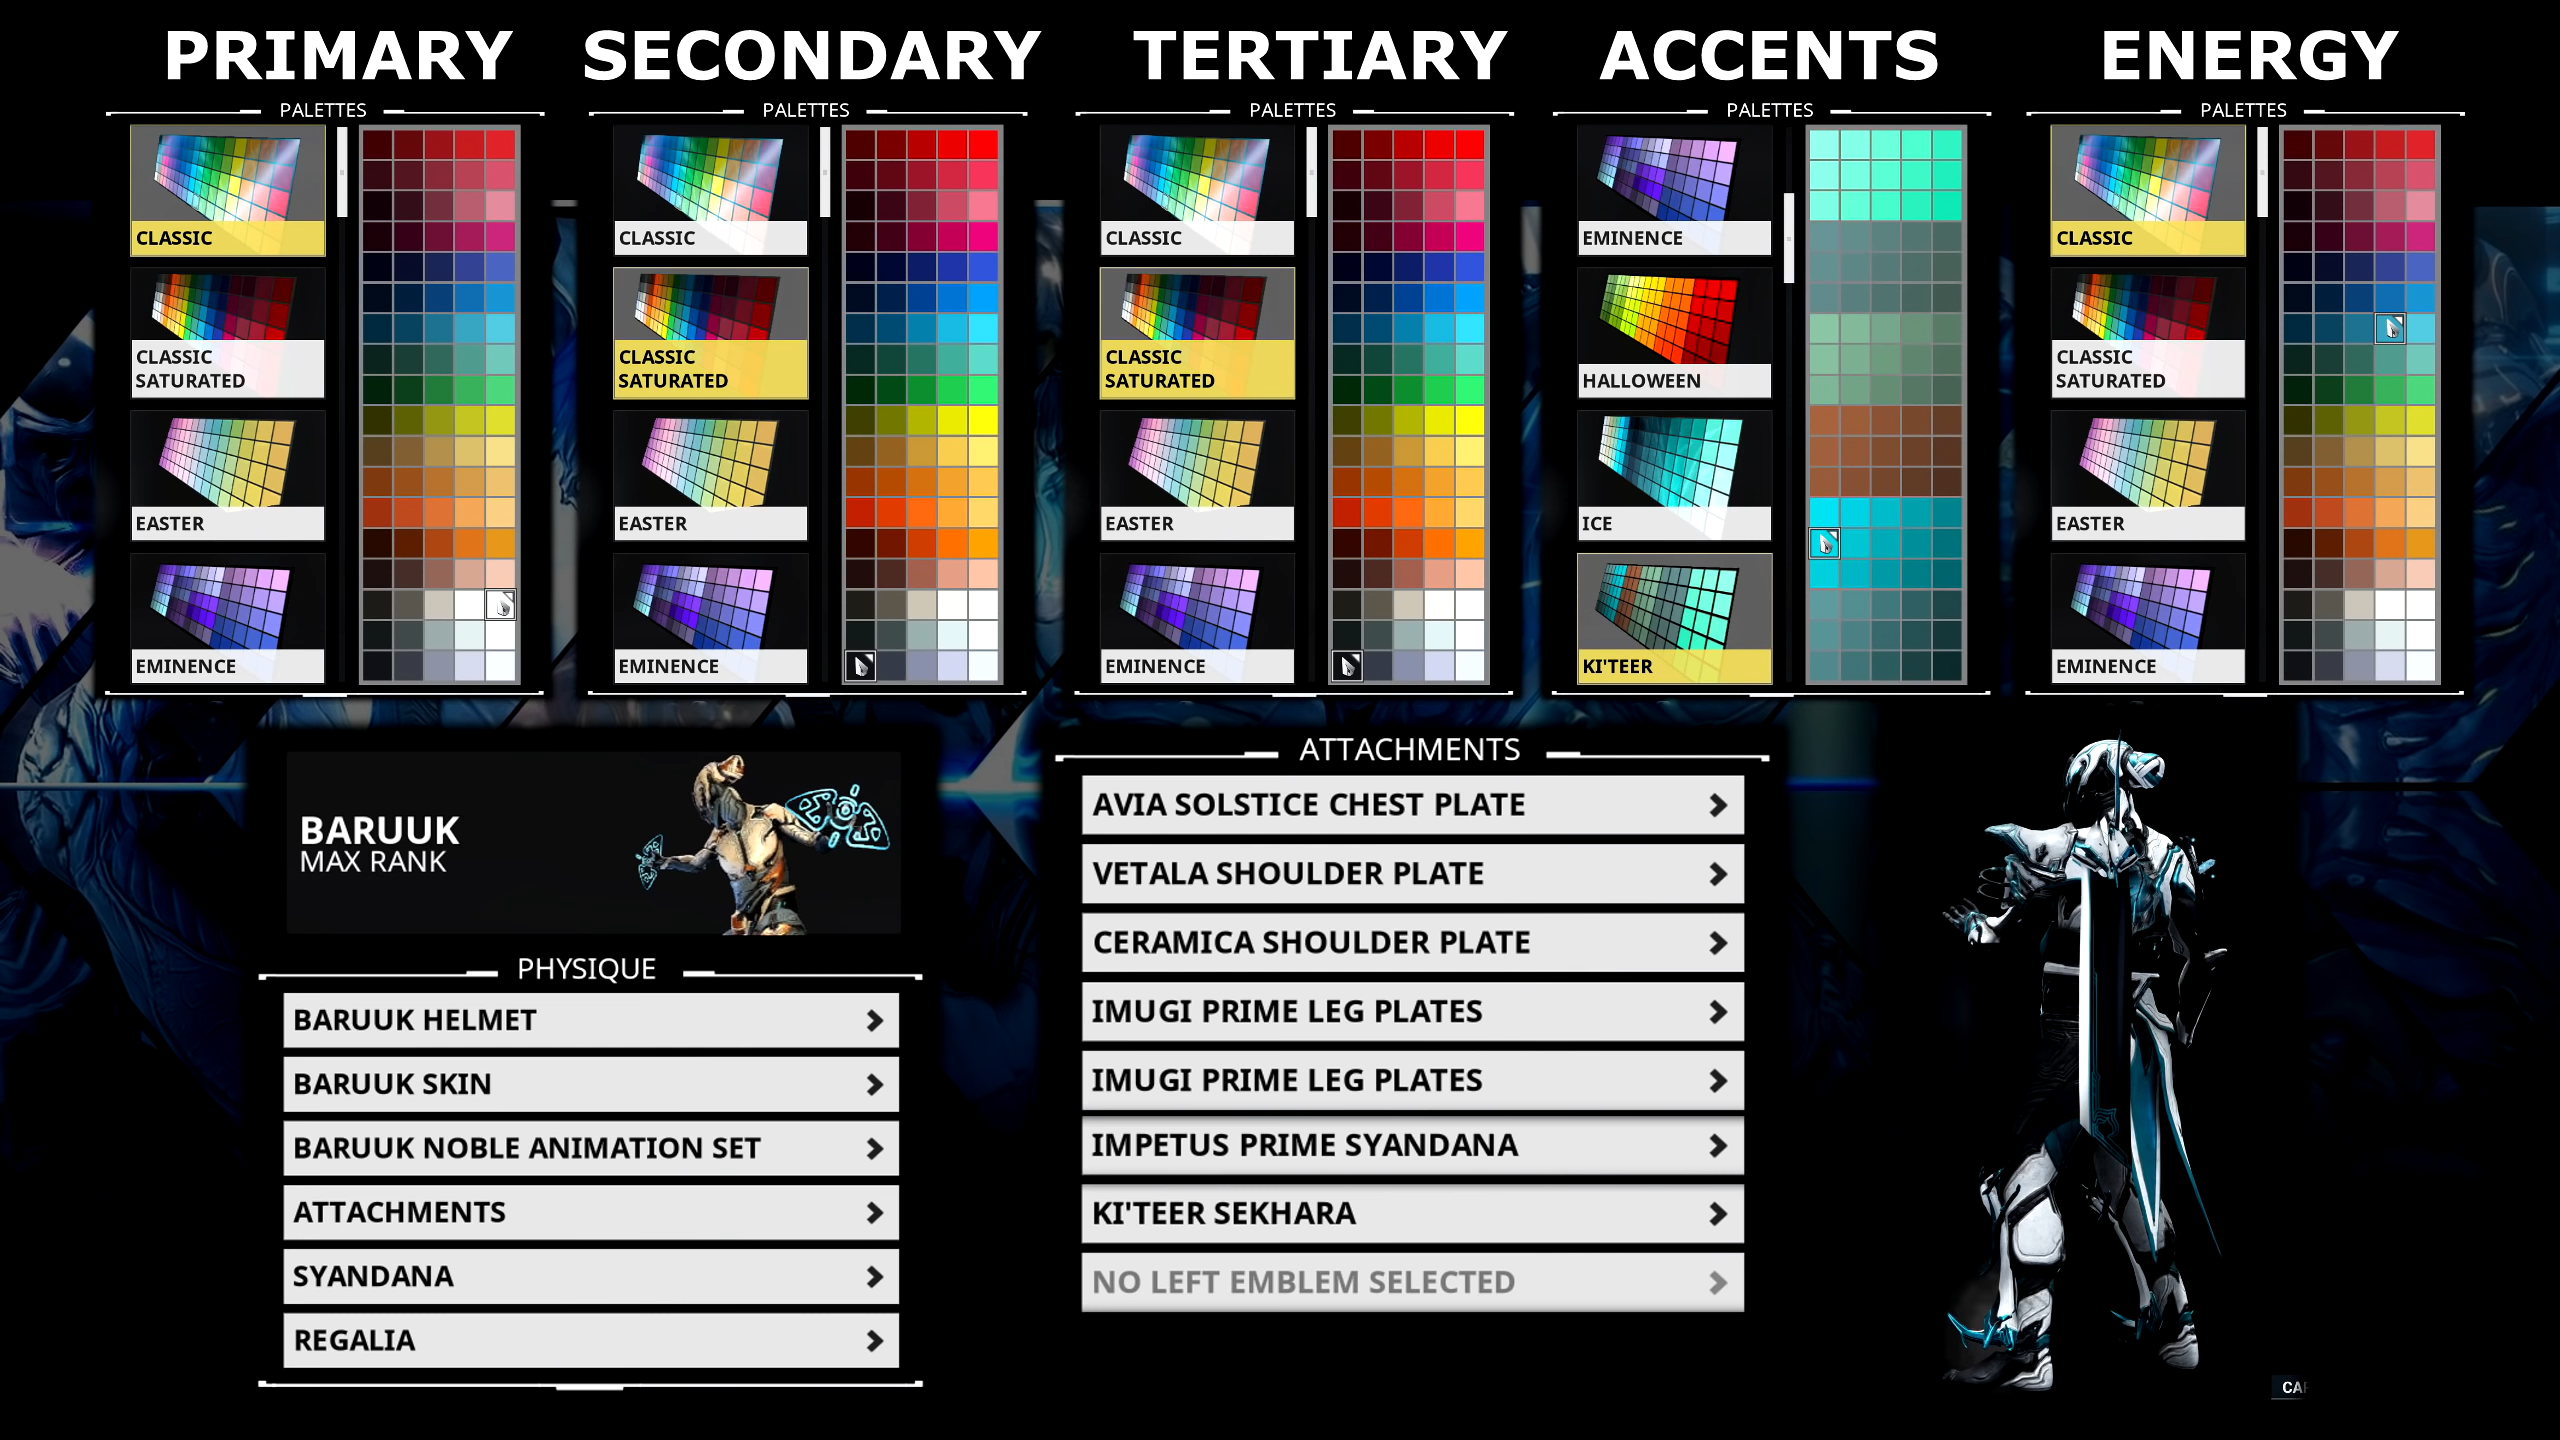 PRIMARY
PALETTES
CLASSIC
CLASSIC
SATURATED
EASTER
EMINENCE
SECONDARY
PALETTES
CLASSIC
CLASSIC
SATURATED
EASTER
EMINENCE
TERTIARY
PALETTES
CLASSIC
CLASSIC
SATURATED
EASTER
EMINENCE
ACCENTS
PALETTES
EMINENCE
HALLOWEEN
ICE
KI'TEER
ENERGY
PALETTES
CLASSIC
CLASSIC
SATURATED
EASTER
EMINENCE
BARUUK
MAX RANK
PHYSIQUE
BARUUK HELMET
BARUUK SKIN
BARUUK NOBLE ANIMATION SET
ATTACHMENTS
SYANDANA
REGALIA
ATTACHMENTS
AVIA SOLSTICE CHEST PLATE
VETALA SHOULDER PLATE
CERAMICA SHOULDER PLATE
IMUGI PRIME LEG PLATES
IMUGI PRIME LEG PLATES
IMPETUS PRIME SYANDANA
KI'TEER SEKHARA
NO LEFT EMBLEM SELECTED